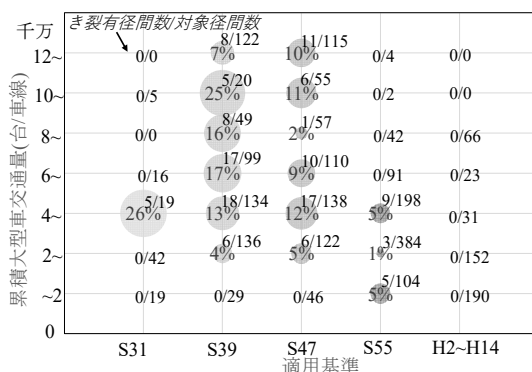 千万
き裂有径間数/対象径間数
12~ 0/0 8/122 7% 11/115 10% 0/4 0/0
10~ 0/5 5/20 25% 6/55 11% 0/2 0/0
8~ 0/0 8/49 16% 1/57 2% 0/42 0/66
6~ 0/16 17/99 17% 10/110 9% 0/91 0/23
4~ 5/19 26% 18/134 13% 17/138 12% 9/198 5% 0/31
2~ 0/42 6/136 4% 6/122 5% 3/384 1% 0/152
~2 0/19 0/29 0/46 5/104 5% 0/190
0
S31 S39 S47 S55 H2~H14
適用基準
累積大型車交通量(台/車線)